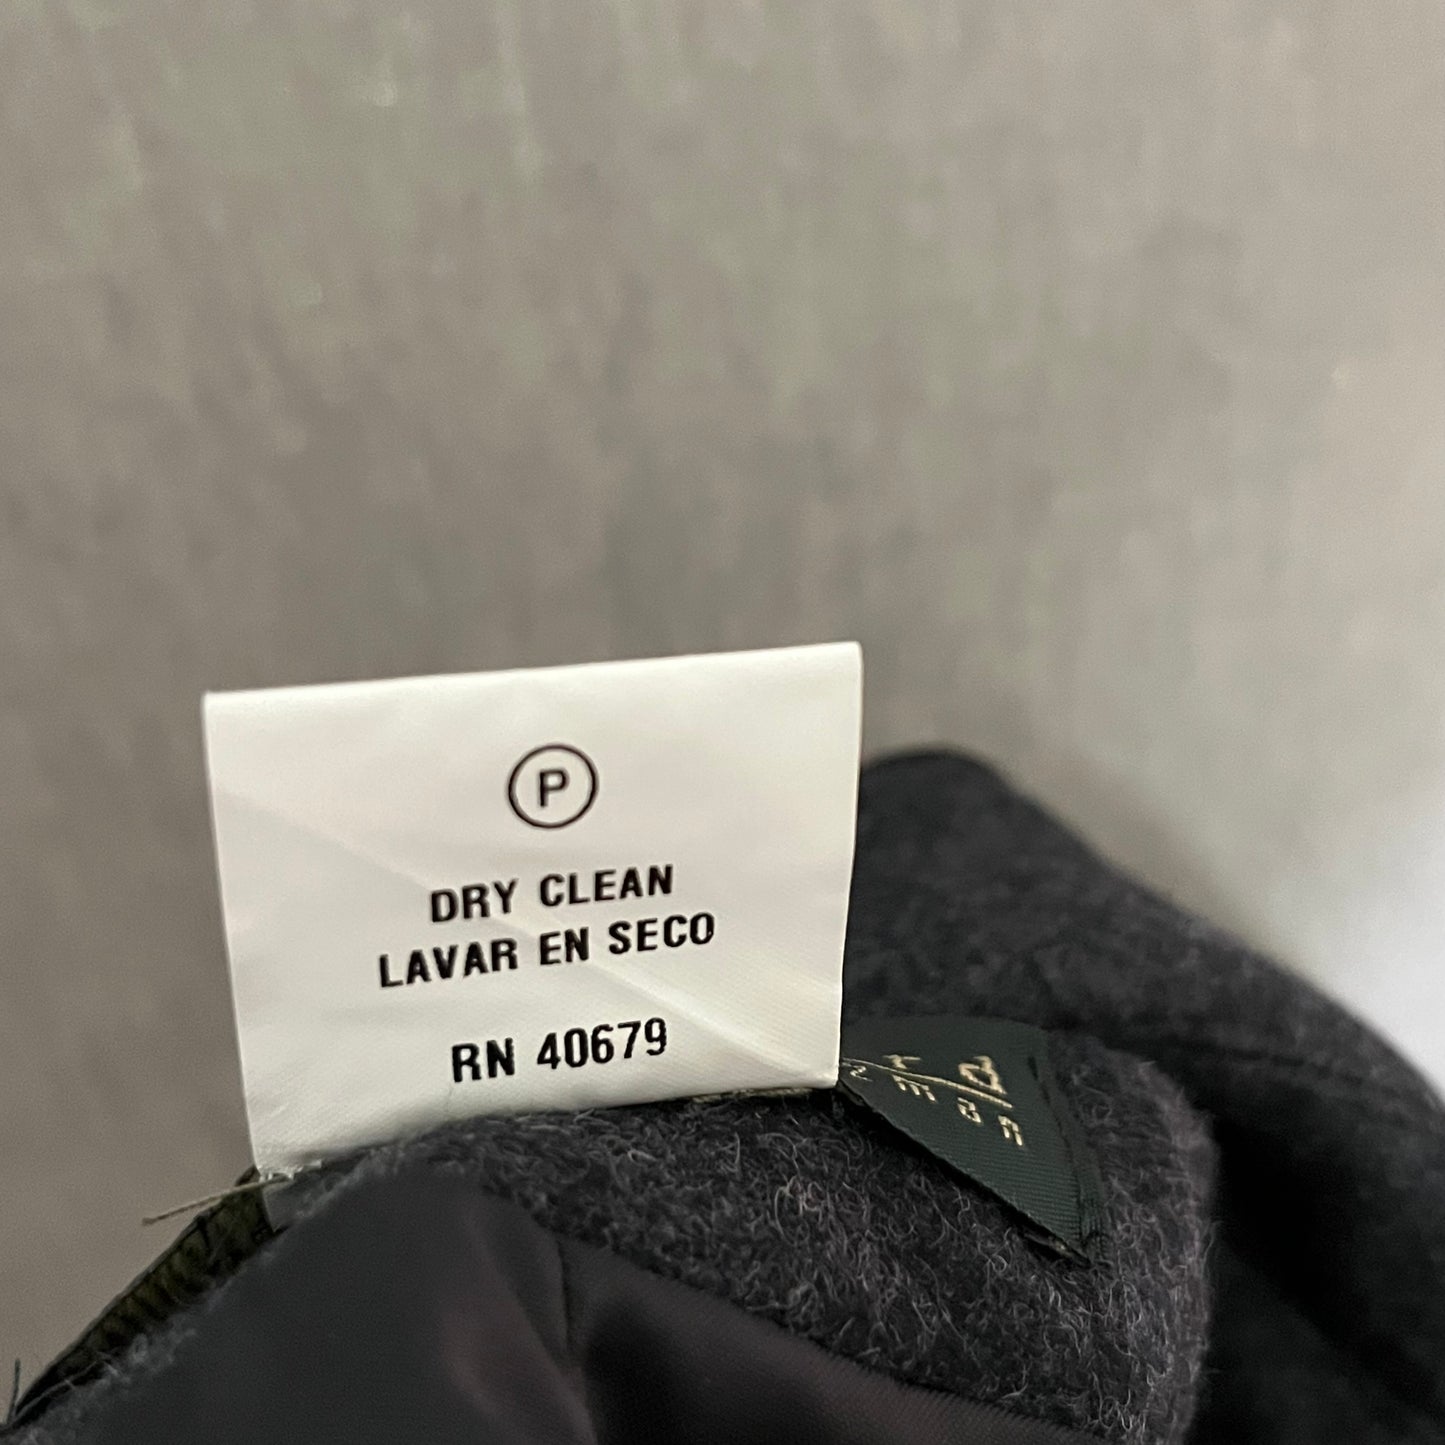 P
DRY CLEAN
LAVAR EN SECO
RN 40679